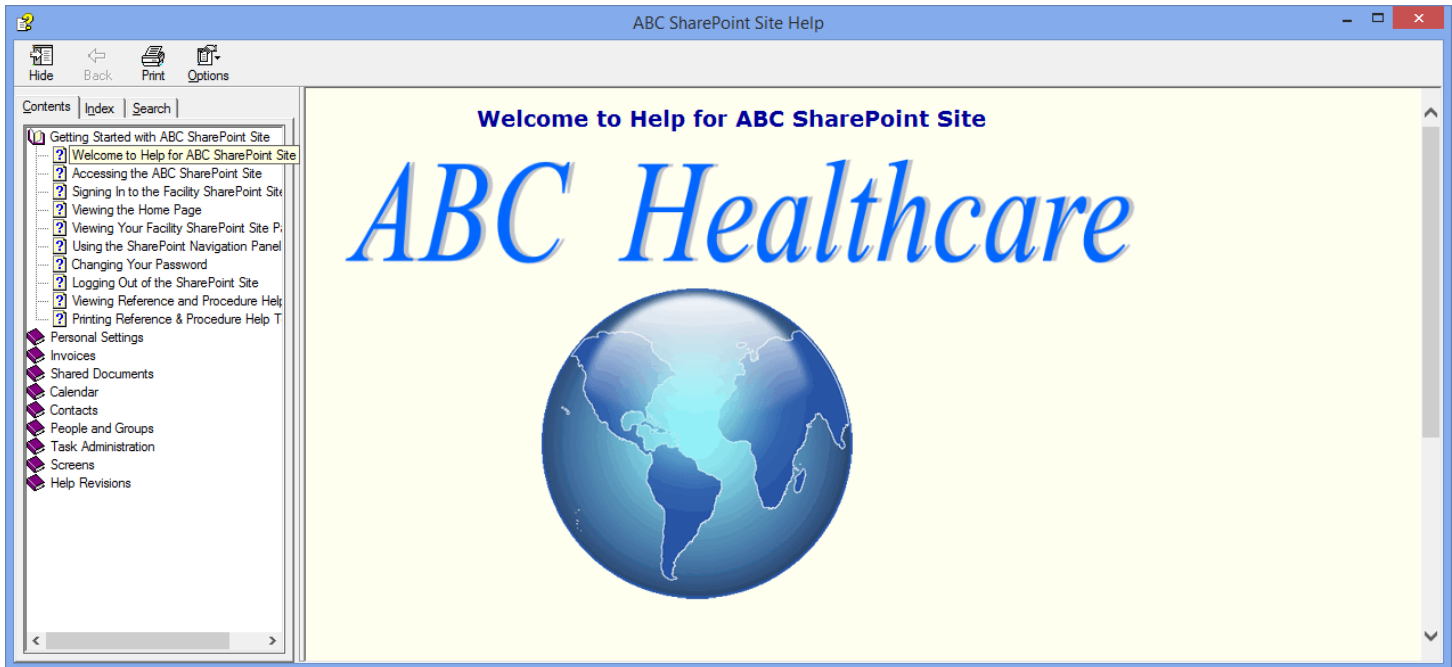 ABC SharePoint Site Help
Hide Back Print Options
Contents Index Search
Getting Started with ABC SharePoint Site
Welcome to Help for ABC SharePoint Site
Accessing the ABC SharePoint Site
Signing In to the Facility SharePoint Site
Viewing the Home Page
Viewing Your Facility SharePoint Site
Using the SharePoint Navigation Panel
Changing Your Password
Logging Out of the SharePoint Site
Viewing Reference and Procedure Help
Printing Reference & Procedure Help T
Personal Settings
Invoices
Shared Documents
Calendar
Contacts
People and Groups
Task Administration
Screens
Help Revisions
Welcome to Help for ABC SharePoint Site
ABC Healthcare